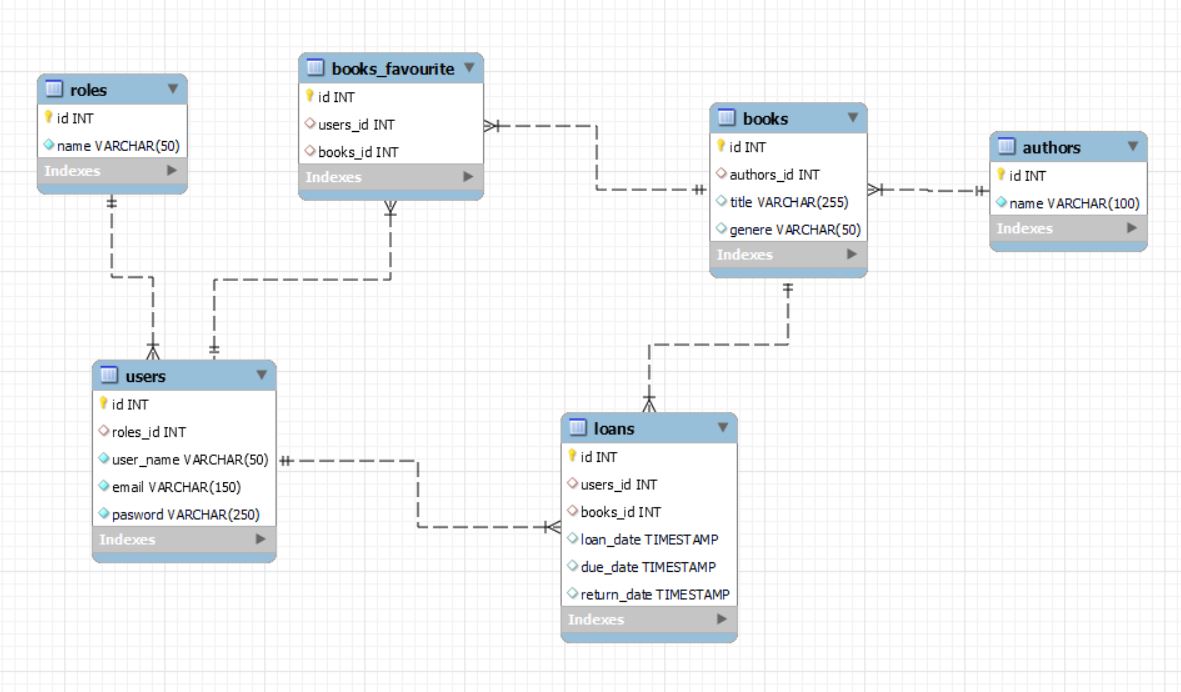 roles
id INT
name VARCHAR(50)
Indexes
books_favourite
id INT
users_id INT
books_id INT
Indexes
books
id INT
authors_id INT
title VARCHAR(255)
genere VARCHAR(50)
Indexes
authors
id INT
name VARCHAR(100)
Indexes
users
id INT
roles_id INT
user_name VARCHAR(50)
email VARCHAR(150)
pasword VARCHAR(250)
Indexes
loans
id INT
users_id INT
books_id INT
loan_date TIMESTAMP
due_date TIMESTAMP
return_date TIMESTAMP
Indexes